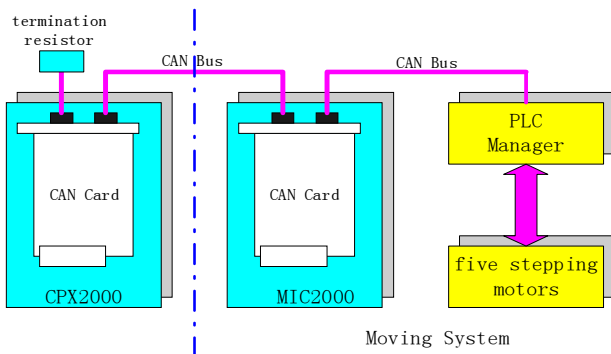 termination
resistor
CAN Bus
CAN Bus
CAN Card
CPX2000
CAN Card
MIC2000
PLC
Manager
five stepping
motors
Moving System